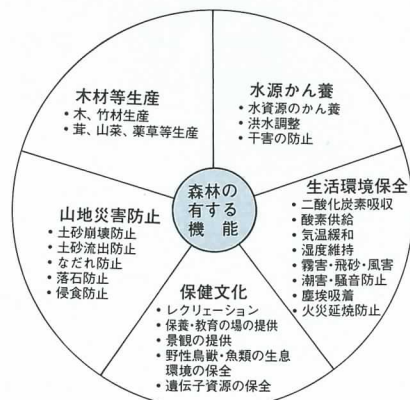 森林の
有する
機能
木材等生産
• 木、竹材生産
• 茸、山菜、薬草等生産
水源かん養
• 水資源のかん養
• 洪水調整
• 干害の防止
生活環境保全
• 二酸化炭素吸収
• 酸素供給
• 気温緩和
• 湿度維持
• 霧害・飛砂・風害
• 潮害・騒音防止
• 塵埃吸着
• 火災延焼防止
保健文化
• レクリェーション
• 保養・教育の場の提供
• 景観の提供
• 野性鳥獣・魚類の生息
環境の保全
• 遺伝子資源の保全
山地災害防止
• 土砂崩壊防止
• 土砂流出防止
• なだれ防止
• 落石防止
• 侵食防止